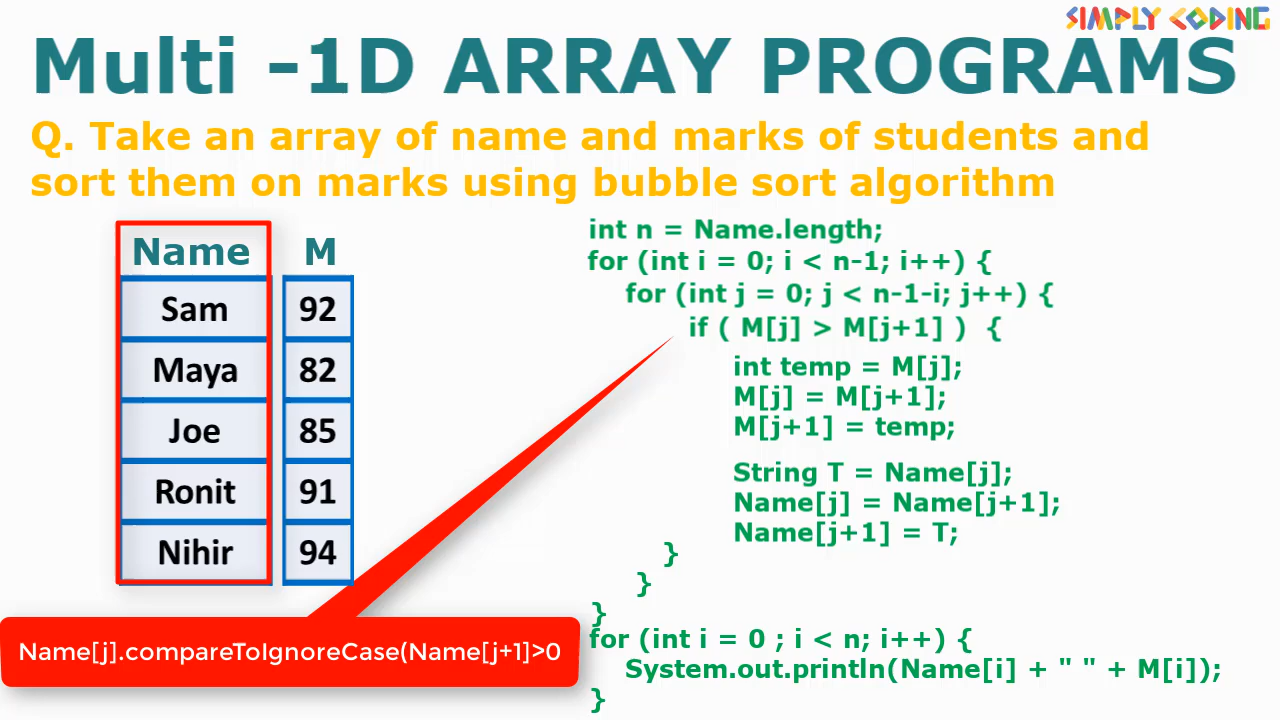 SIMPLY CODING
Multi -1D ARRAY PROGRAMS
Q. Take an array of name and marks of students and
sort them on marks using bubble sort algorithm
Name M
Sam 92
Maya 82
Joe 85
Ronit 91
Nihir 94
Name[j].compareToIgnoreCase(Name[j+1]>0
int n = Name.length;
for (int i = 0; i < n-1; i++) {
for (int j = 0; j < n-1-i; j++) {
if ( M[j] > M[j+1] ) {
int temp = M[j];
M[j] = M[j+1];
M[j+1] = temp;
String T = Name[j];
Name[j] = Name[j+1];
Name[j+1] = T;
}
}
}
for (int i = 0 ; i < n; i++) {
System.out.println(Name[i] + " " + M[i]);
}